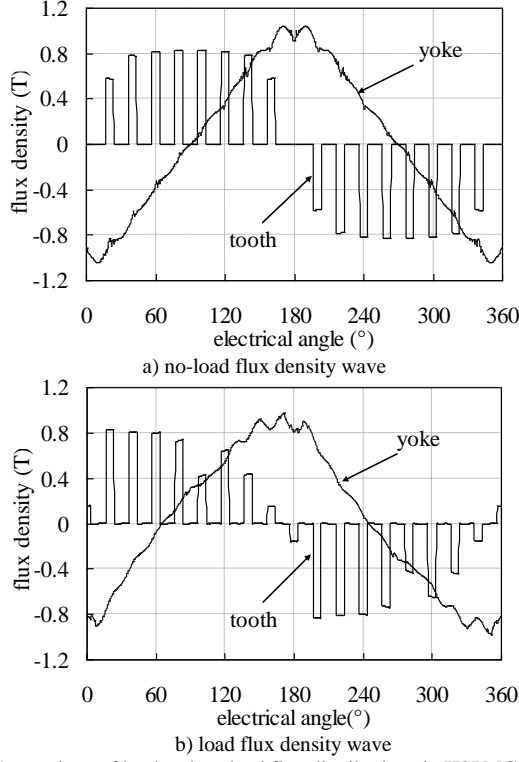 1.2
0.8
0.4
0
-0.4
-0.8
-1.2
flux density (T)
yoke
tooth
0 60 120 180 240 300 360
electrical angle (°)
a) no-load flux density wave
1.2
0.8
0.4
0
-0.4
-0.8
-1.2
flux density (T)
yoke
tooth
0 60 120 180 240 300 360
electrical angle(°)
b) load flux density wave